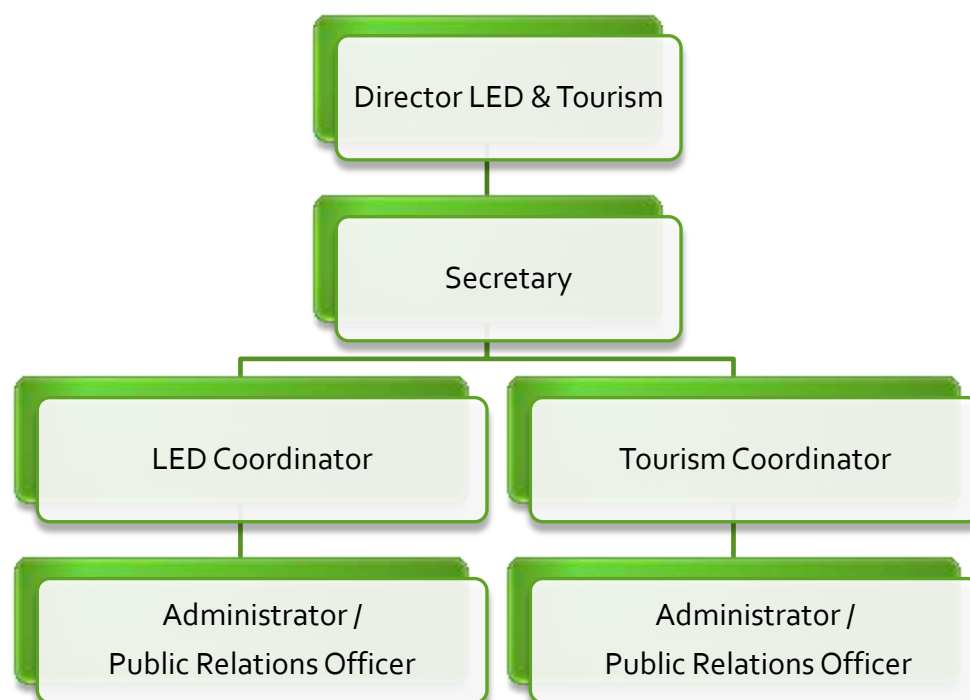 Director LED & Tourism
Secretary
LED Coordinator
Tourism Coordinator
Administrator /
Public Relations Officer
Administrator /
Public Relations Officer